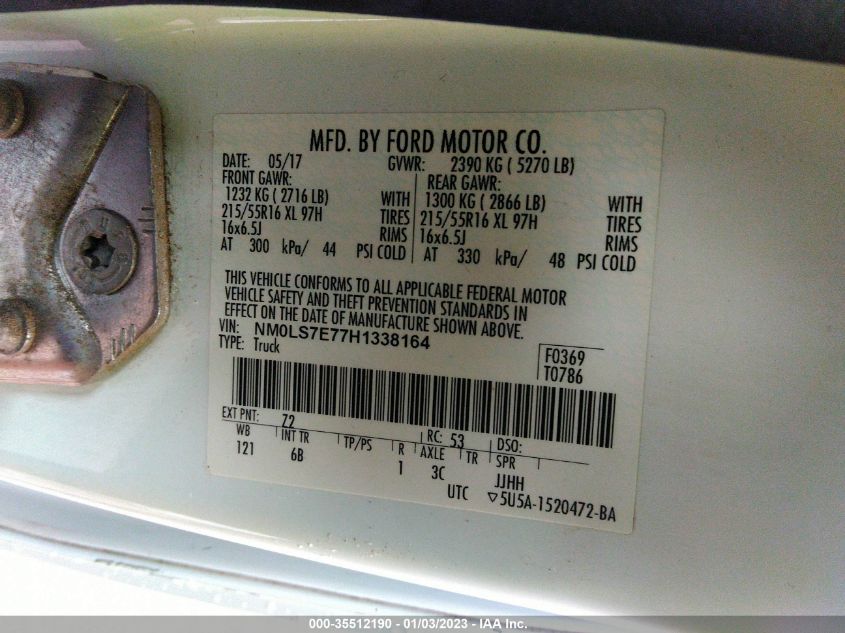 MFD. BY FORD MOTOR CO.
DATE: 05/17 GVWR: 2390 KG ( 5270 LB)
FRONT GAWR: REAR GAWR:
1232 KG ( 2716 LB) WITH 1300 KG ( 2866 LB) WITH
215/55R16 XL 97H TIRES 215/55R16 XL 97H TIRES
16x6.5J RIMS 16x6.5J RIMS
AT 300 kPa/ 44 PSI COLD AT 330 kPa/ 48 PSI COLD
THIS VEHICLE CONFORMS TO ALL APPLICABLE FEDERAL MOTOR
VEHICLE SAFETY AND THEFT PREVENTION STANDARDS IN
EFFECT ON THE DATE OF MANUFACTURE SHOWN ABOVE.
VIN: NM0LS7E77H1338164
TYPE: Truck
F0369
T0786
EXT PNT: 72 RC: 53 DSO:
WB INT TR TP/PS R AXLE TR SPR
121 6B 1 3C JJHH
UTC ▽5U5A-1520472-BA
000-35512190 - 01/03/2023 - IAA Inc.